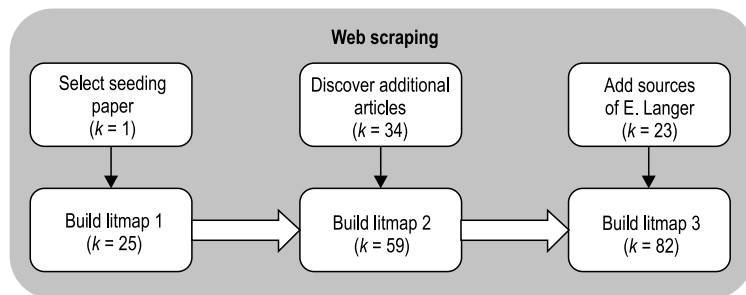 Web scraping
Select seeding
paper
(k = 1)
Discover additional
articles
(k = 34)
Add sources
of E. Langer
(k = 23)
Build litmap 1
(k = 25)
Build litmap 2
(k = 59)
Build litmap 3
(k = 82)